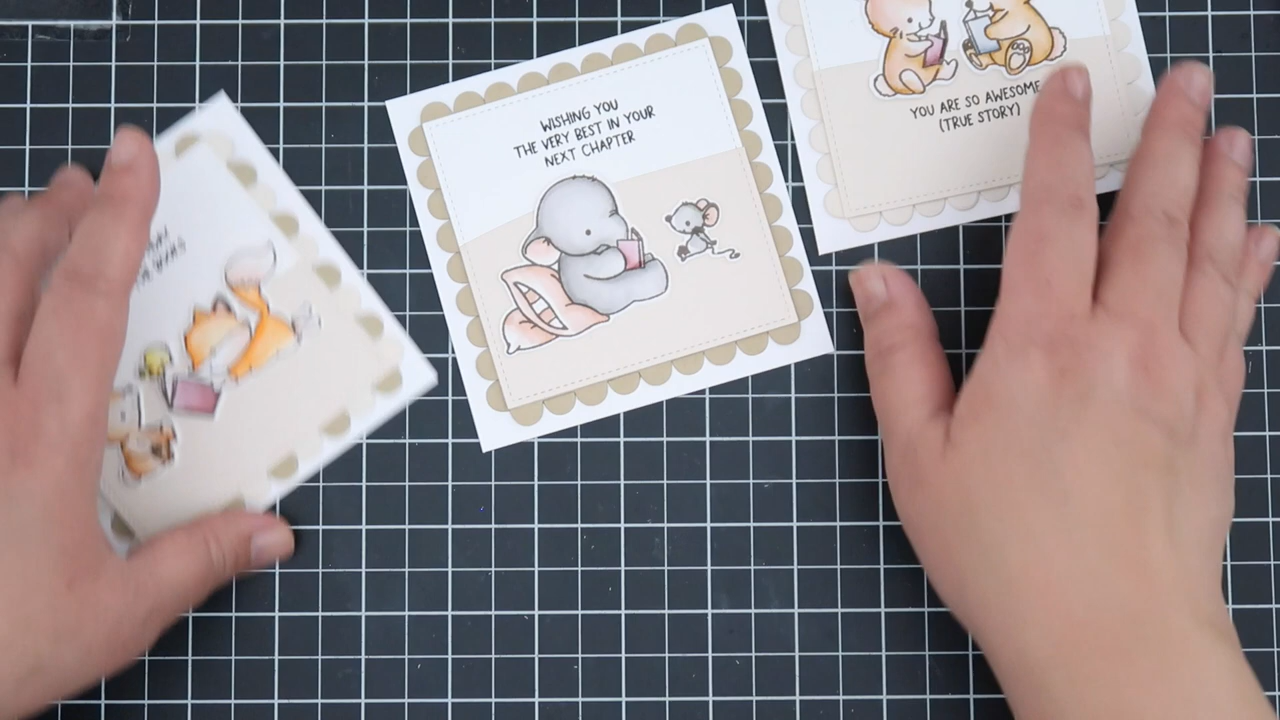 WISHING YOU
THE VERY BEST IN YOUR
NEXT CHAPTER
YOU ARE SO AWESOME
(TRUE STORY)